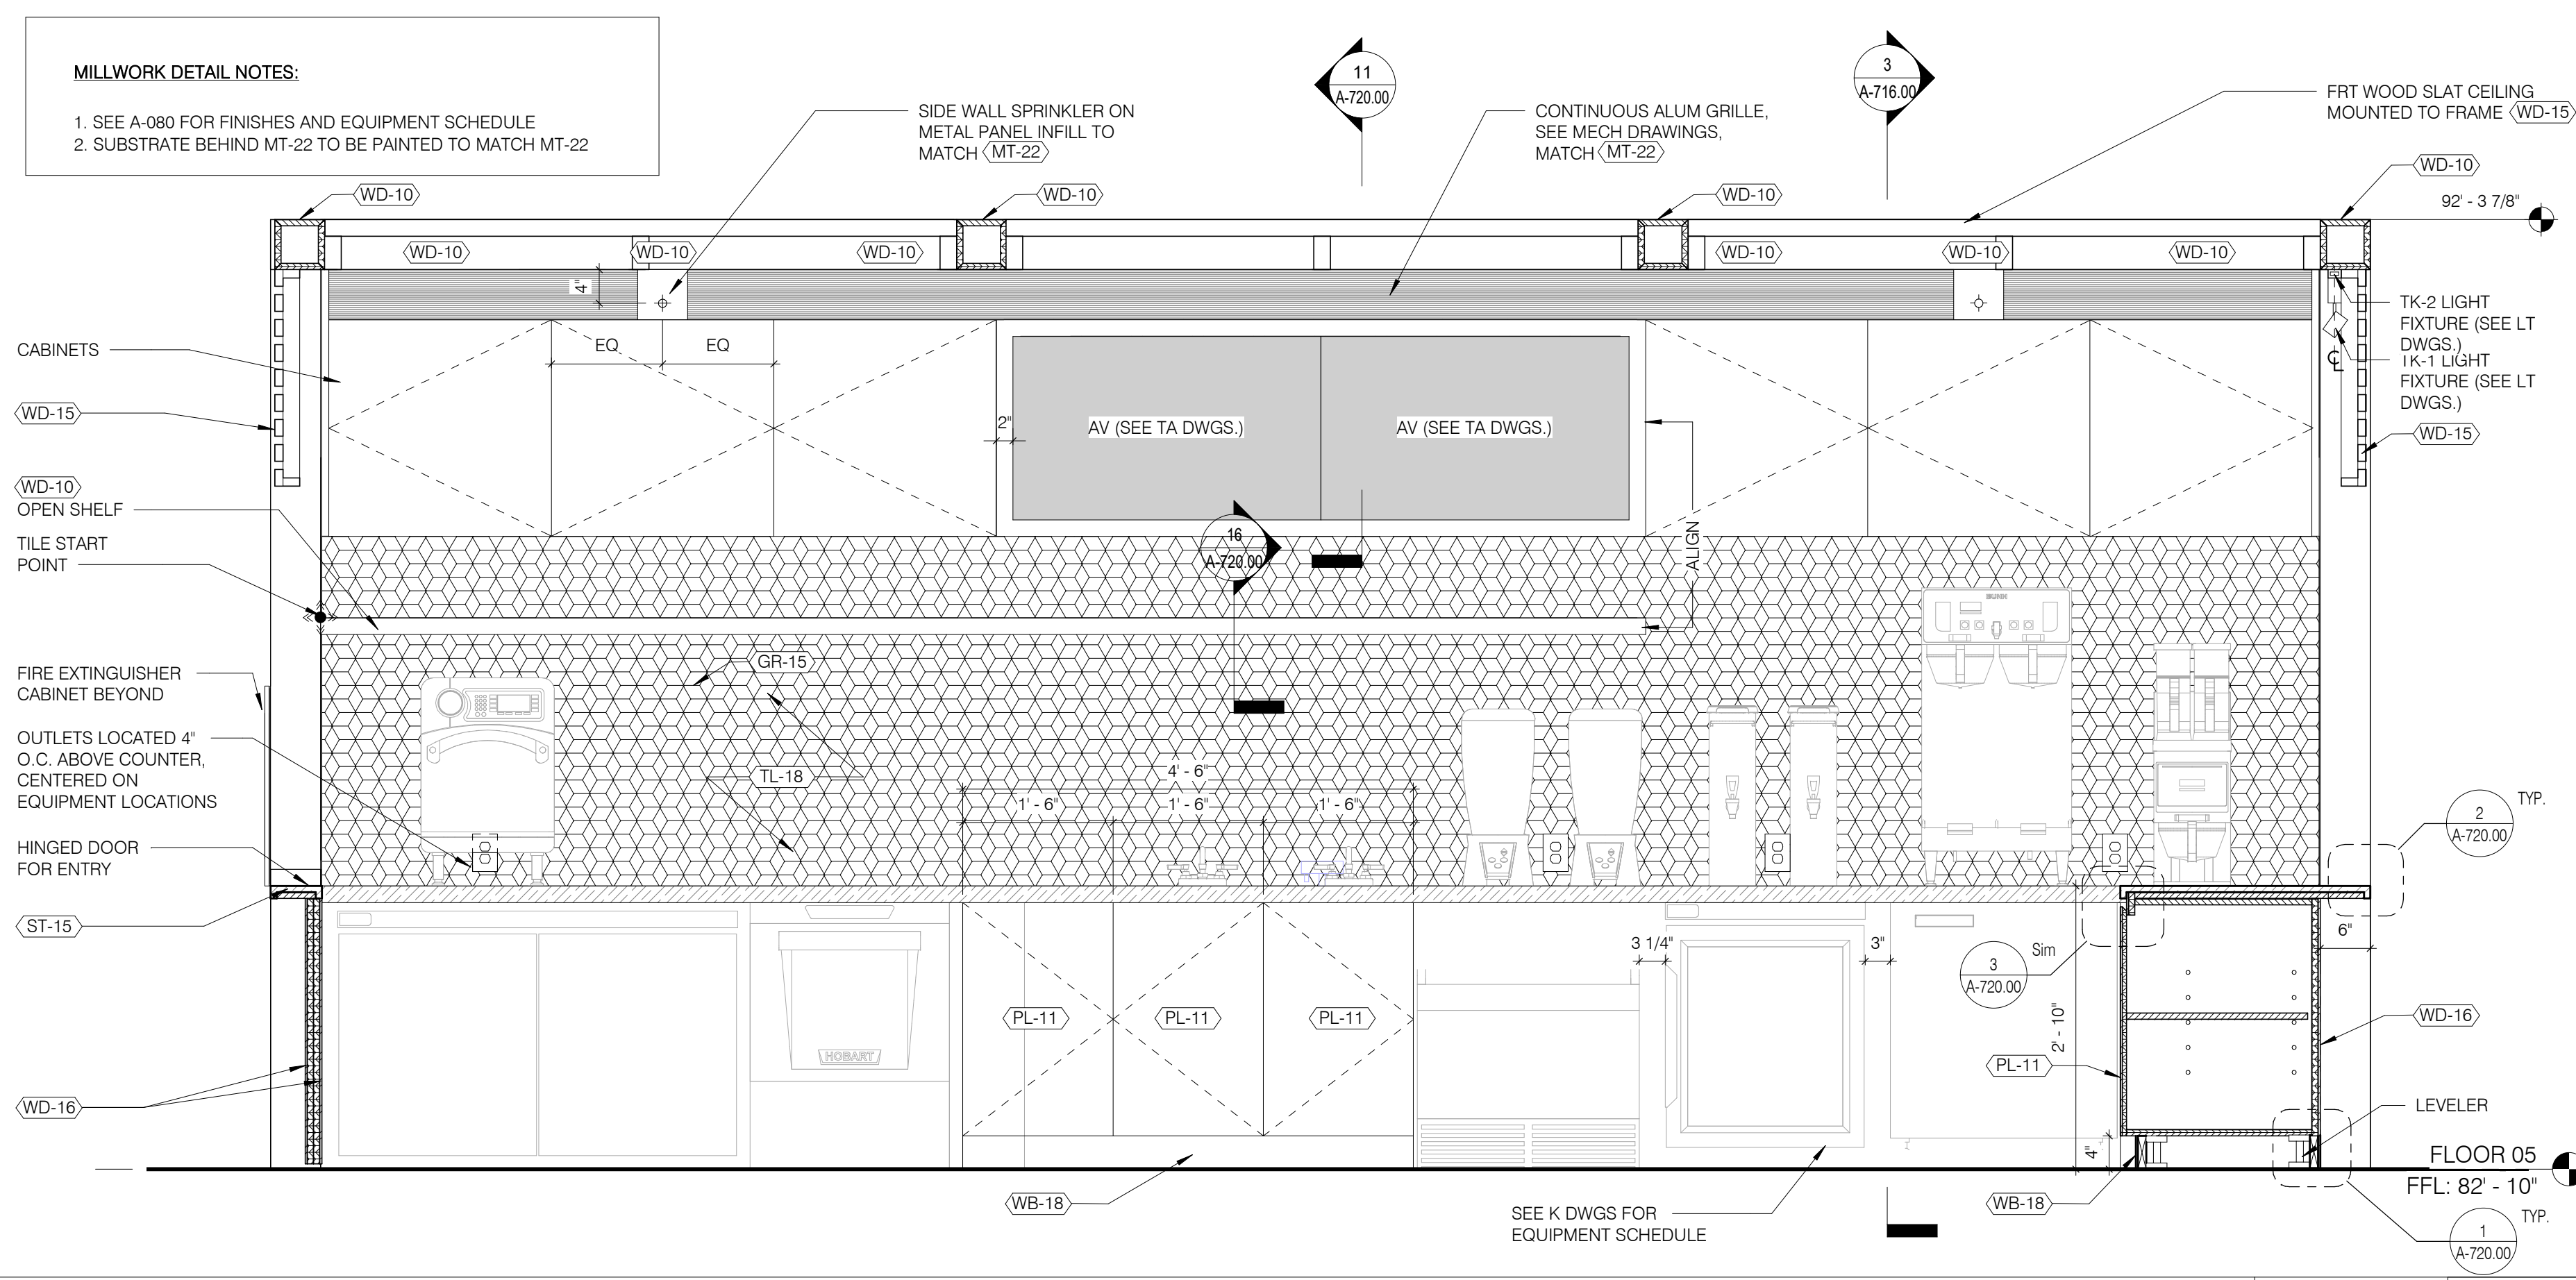 MILLWORK DETAIL NOTES:
1. SEE A-080 FOR FINISHES AND EQUIPMENT SCHEDULE
2. SUBSTRATE BEHIND MT-22 TO BE PAINTED TO MATCH MT-22
SIDE WALL SPRINKLER ON
METAL PANEL INFILL TO
MATCH MT-22
11
A-720.00
CONTINUOUS ALUM GRILLE,
SEE MECH DRAWINGS,
MATCH MT-22
3
A-716.00
FRT WOOD SLAT CEILING
MOUNTED TO FRAME WD-15
WD-10
WD-10
WD-10
WD-10
92' - 3 7/8"
WD-10
WD-10
WD-10
WD-10
WD-10
WD-10
4"
TK-2 LIGHT
FIXTURE (SEE LT
DWGS.)
TK-1 LIGHT
FIXTURE (SEE LT
DWGS.)
CABINETS
EQ
EQ
WD-15
2"
AV (SEE TA DWGS.)
AV (SEE TA DWGS.)
WD-15
WD-10
OPEN SHELF
TILE START
POINT
16
A-720.00
ALIGN
BUNN
FIRE EXTINGUISHER
CABINET BEYOND
GR-15
OUTLETS LOCATED 4"
O.C. ABOVE COUNTER,
CENTERED ON
EQUIPMENT LOCATIONS
TL-18
4' - 6"
1' - 6"
1' - 6"
1' - 6"
2
A-720.00
TYP.
HINGED DOOR
FOR ENTRY
ST-15
3 1/4"
3"
3
A-720.00
Sim
6"
PL-11
PL-11
PL-11
HOBART
2' - 10"
WD-16
PL-11
WD-16
LEVELER
4"
FLOOR 05
FFL: 82' - 10"
WB-18
SEE K DWGS FOR
EQUIPMENT SCHEDULE
WB-18
1
A-720.00
TYP.